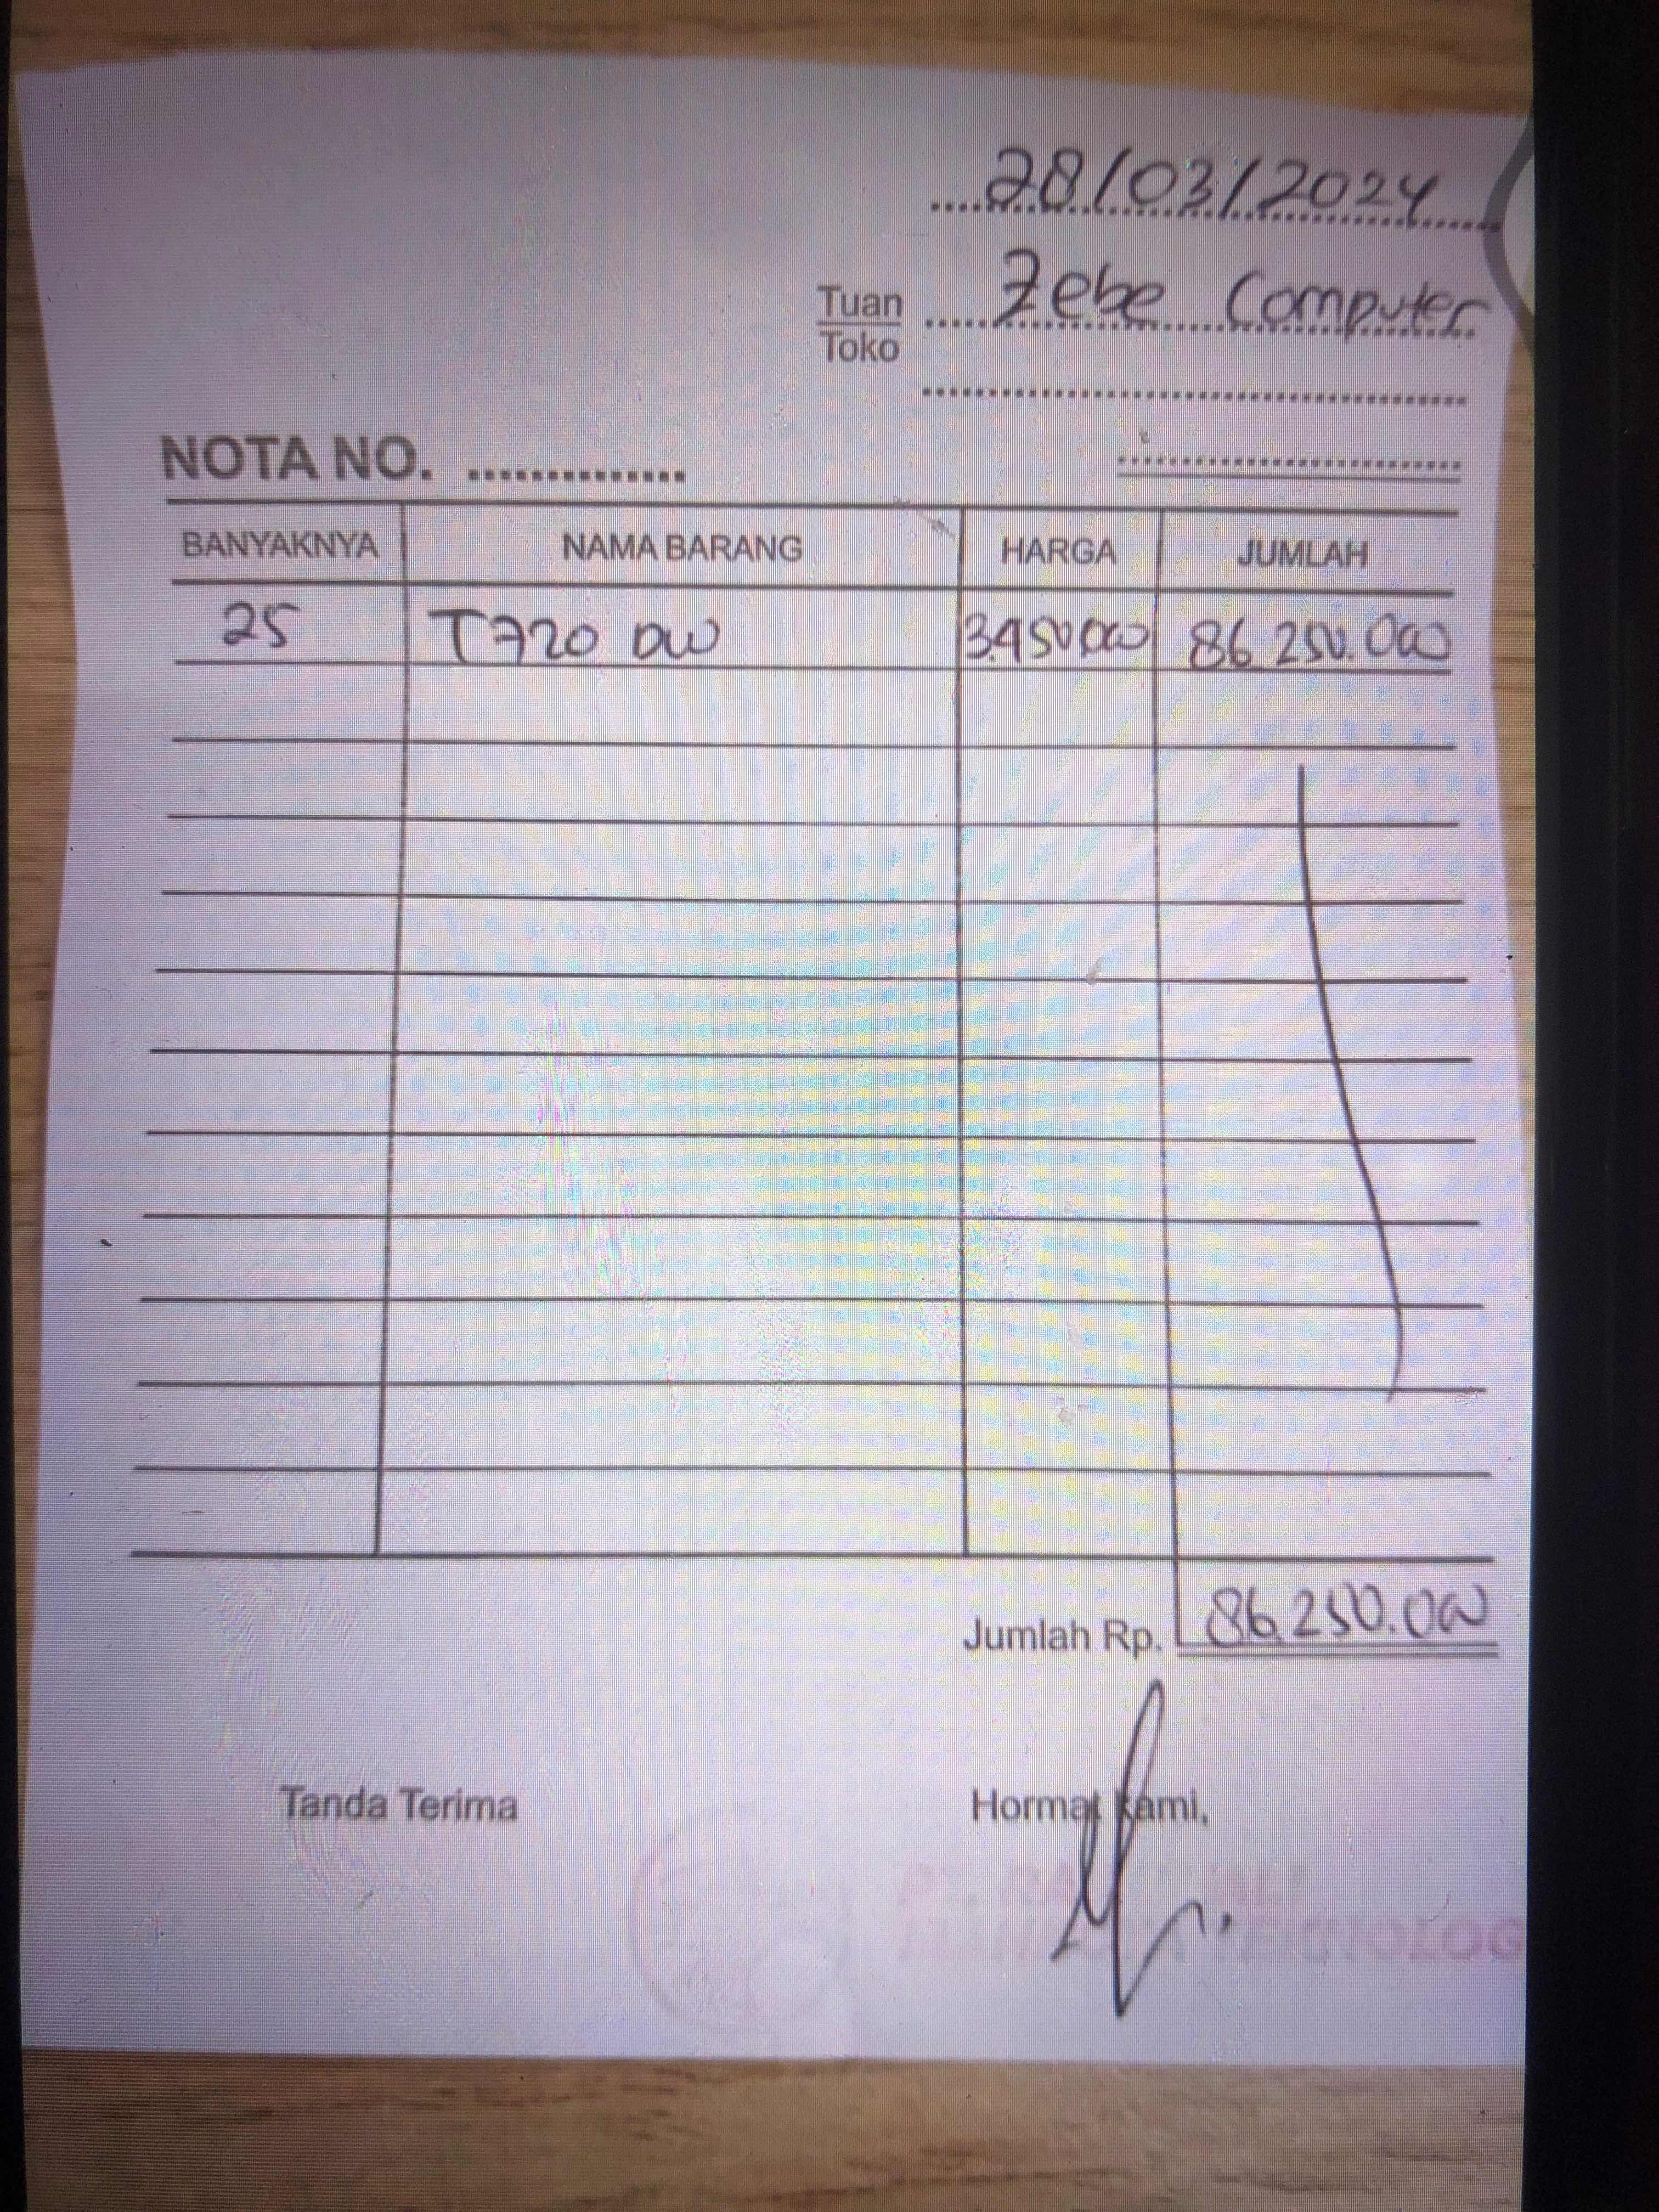 28/03/2024
Tuan Zebe Computer
Toko
NOTA NO. ..............
BANYAKNYA NAMA BARANG HARGA JUMLAH
25 T720 DW 3.450.000 86.250.000
Jumlah Rp. 86.250.000
Tanda Terima Hormat Kami,